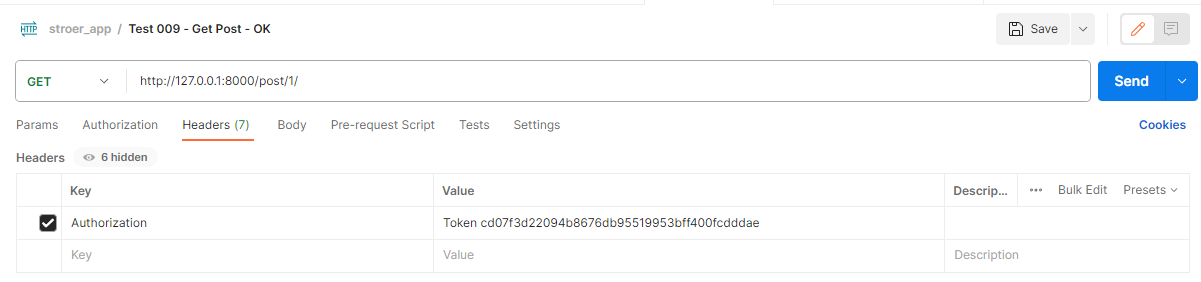 HTTP stroer_app / Test 009 - Get Post - OK Save
GET http://127.0.0.1:8000/post/1/ Send
Params Authorization Headers (7) Body Pre-request Script Tests Settings Cookies
Headers 6 hidden
Key Value Descrip... ••• Bulk Edit Presets
Authorization Token cd07f3d22094b8676db95519953bff400fcdddae
Key Value Description